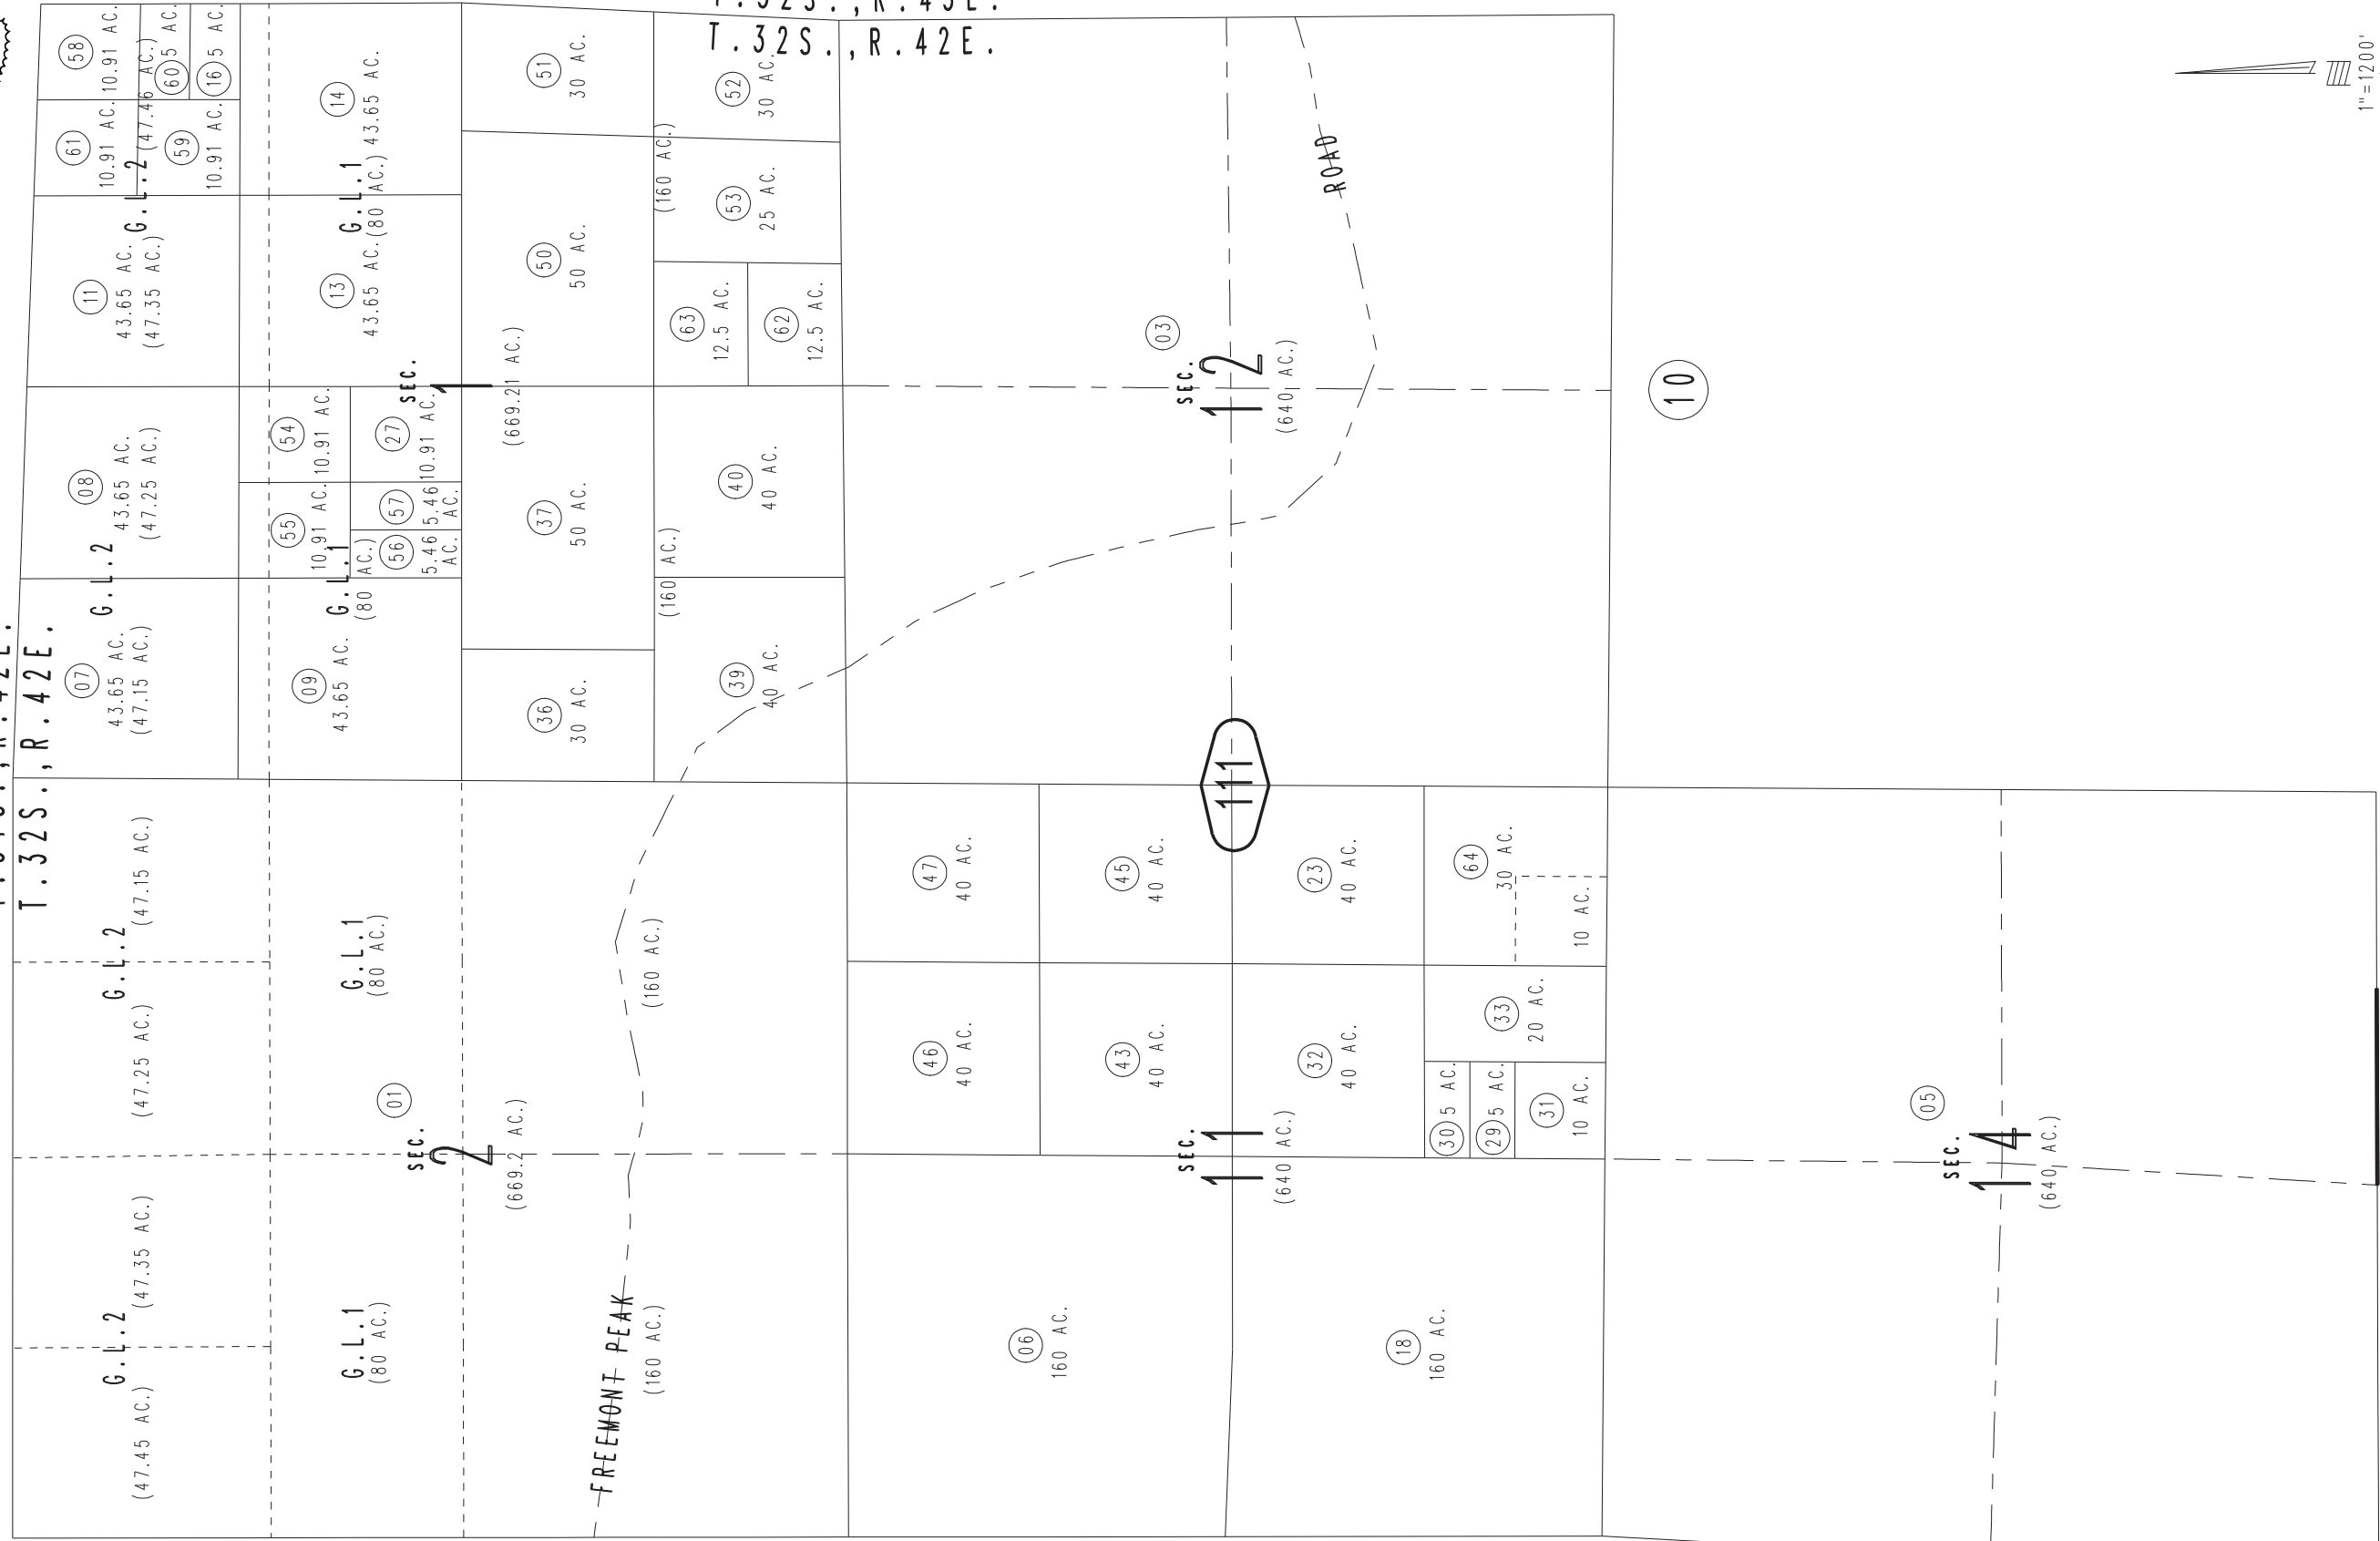 T.32S.,R.42E.
G.L.2
(47.45 AC.)
(47.35 AC.)
G.L.2
(47.25 AC.)
(47.15 AC.)
G.L.1
(80 AC.)
G.L.1
(80 AC.)
01
SEC.
2
(669.2 AC.)
FREEMONT PEAK
(160 AC.)
(160 AC.)
07
43.65 AC.
(47.15 AC.)
G.L.2
08
43.65 AC.
(47.25 AC.)
11
43.65 AC.
(47.35 AC.)
G.L.2
(47.46 AC.)
61
10.91 AC.
58
10.91 AC.
59
10.91 AC.
60
5 AC.
16
5 AC.
09
43.65 AC.
G.L.1
(80 AC.)
55
10.91 AC.
54
10.91 AC.
56
5.46 AC.
57
5.46 AC.
27
10.91 AC.
13
43.65 AC.
G.L.1
(80 AC.)
14
43.65 AC.
SEC.
1
(669.21 AC.)
36
30 AC.
37
50 AC.
50
50 AC.
51
30 AC.
(160 AC.)
(160 AC.)
39
40 AC.
40
40 AC.
63
12.5 AC.
62
12.5 AC.
53
25 AC.
52
30 AC.
T.32S.,R.43E.
T.32S.,R.42E.
06
160 AC.
46
40 AC.
47
40 AC.
43
40 AC.
45
40 AC.
SEC.
11
(640 AC.)
111
03
SEC.
12
(640 AC.)
ROAD
18
160 AC.
32
40 AC.
23
40 AC.
30
5 AC.
29
5 AC.
31
10 AC.
33
20 AC.
64
30 AC.
10 AC.
10
05
SEC.
14
(640 AC.)
1"=1200'